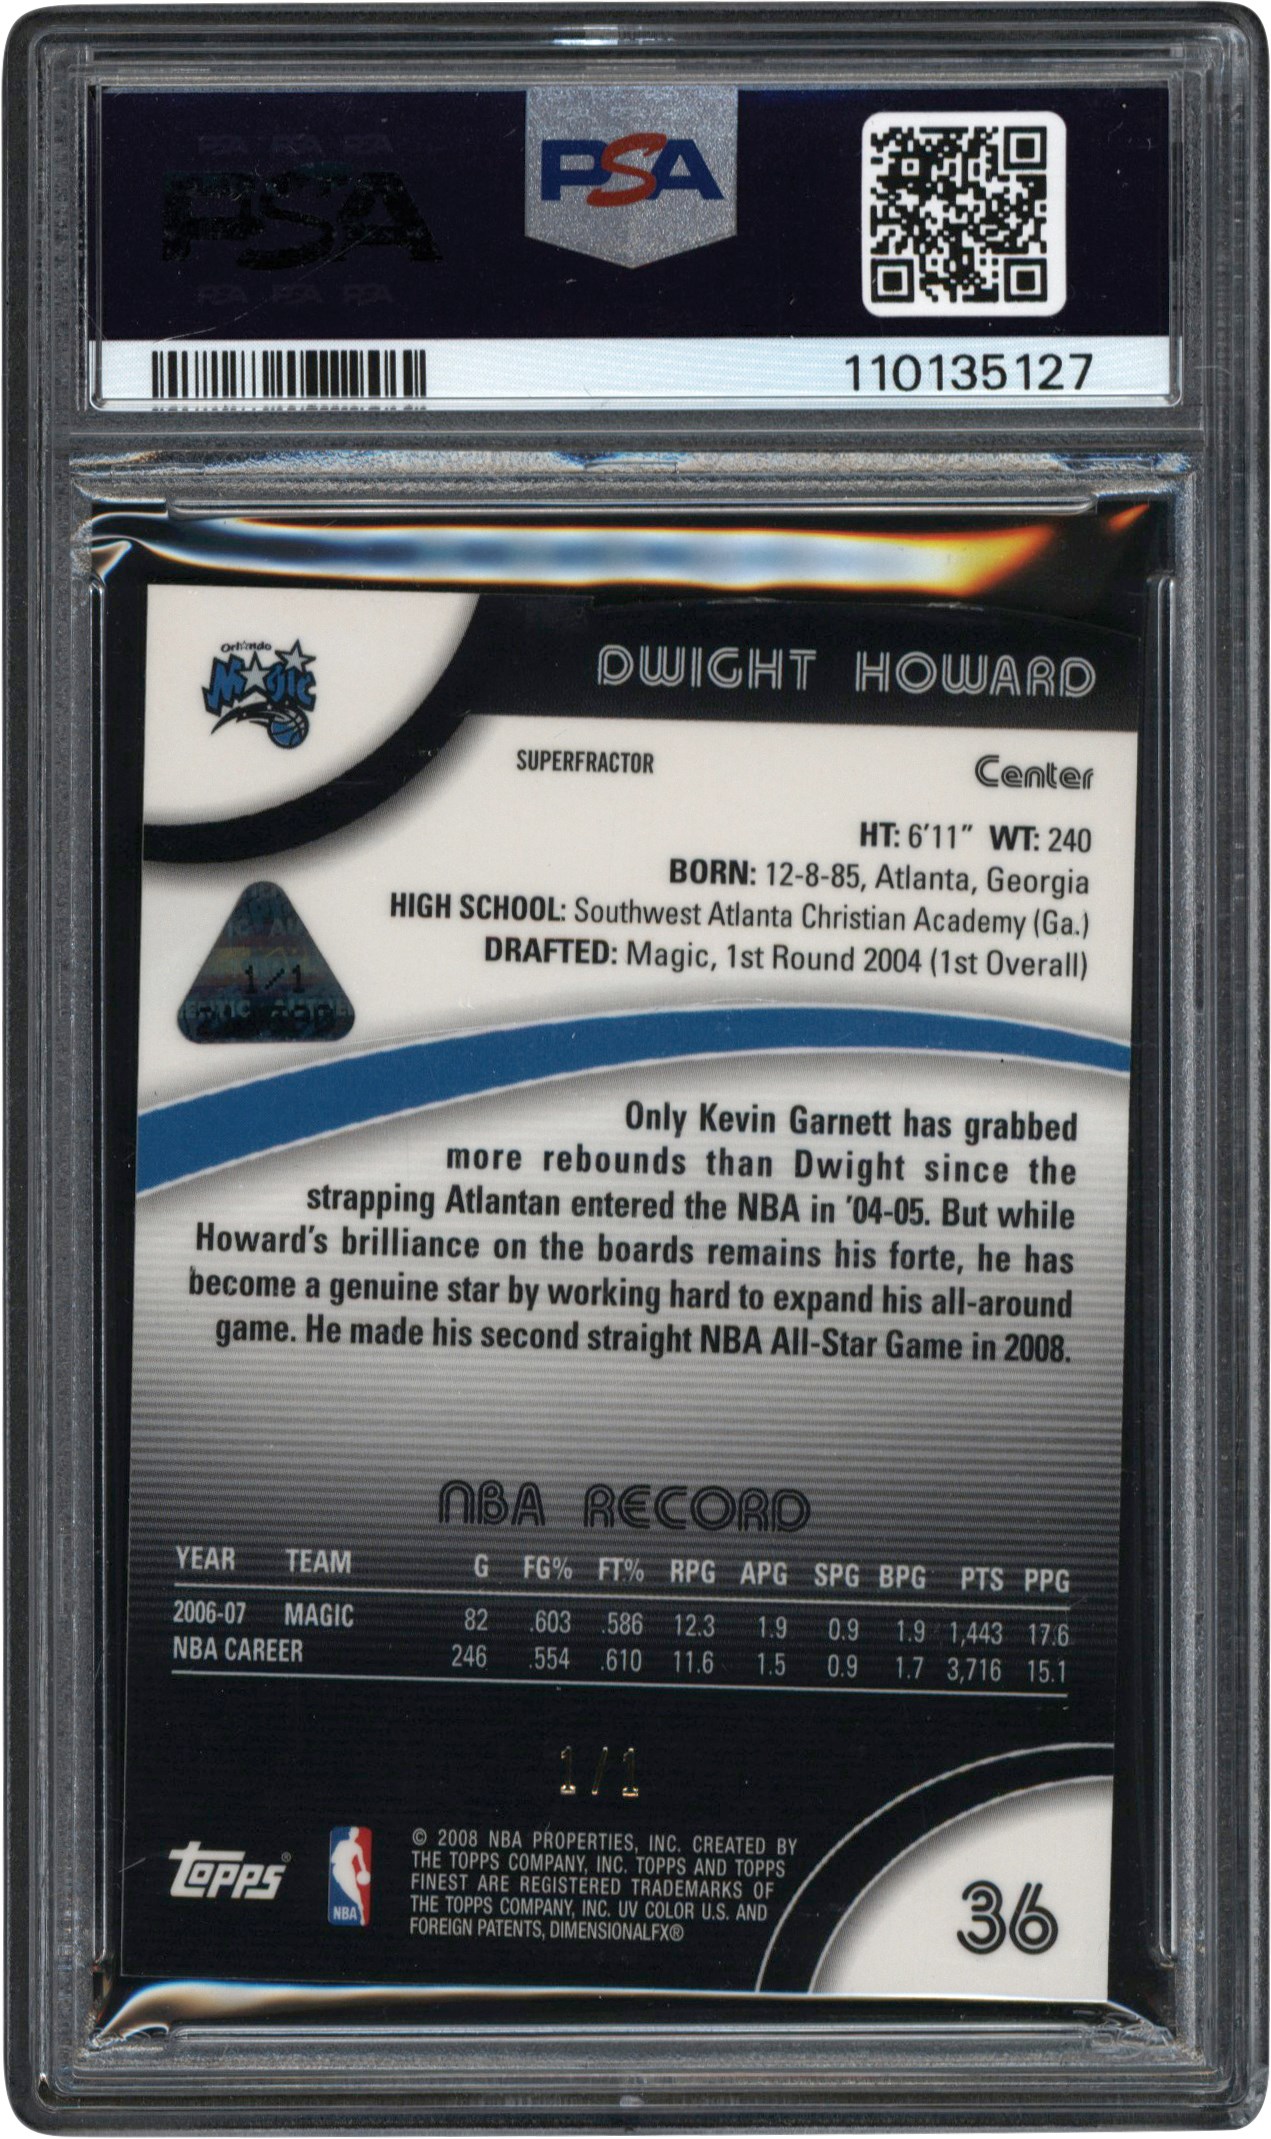 PSA PSA PSA
PSA
PSA PSA PSA
PSA
110135127
Orlando
Magic
DWIGHT HOWARD
SUPERFRACTOR
Center
HT: 6'11" WT: 240
BORN: 12-8-85, Atlanta, Georgia
HIGH SCHOOL: Southwest Atlanta Christian Academy (Ga.)
DRAFTED: Magic, 1st Round 2004 (1st Overall)
1/1
Only Kevin Garnett has grabbed
more rebounds than Dwight since the
strapping Atlantan entered the NBA in '04-05. But while
Howard's brilliance on the boards remains his forte, he has
become a genuine star by working hard to expand his all-around
game. He made his second straight NBA All-Star Game in 2008.
NBA RECORD
YEAR TEAM G FG% FT% RPG APG SPG BPG PTS PPG
2006-07 MAGIC 82 .603 .586 12.3 1.9 0.9 1.9 1,443 17.6
NBA CAREER 246 .554 .610 11.6 1.5 0.9 1.7 3,716 15.1
1/1
© 2008 NBA PROPERTIES, INC. CREATED BY
THE TOPPS COMPANY, INC. TOPPS AND TOPPS
FINEST ARE REGISTERED TRADEMARKS OF
THE TOPPS COMPANY, INC. UV COLOR U.S. AND
FOREIGN PATENTS, DIMENSIONALFX®
TOPPS®
NBA
36